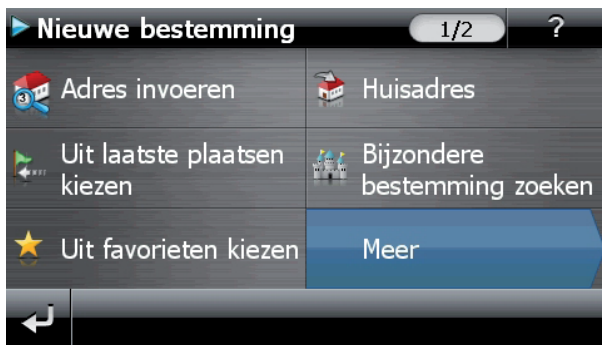 Nieuwe bestemming
1/2
?
Adres invoeren
Huisadres
Uit laatste plaatsen
kiezen
Bijzondere
bestemming zoeken
Uit favorieten kiezen
Meer